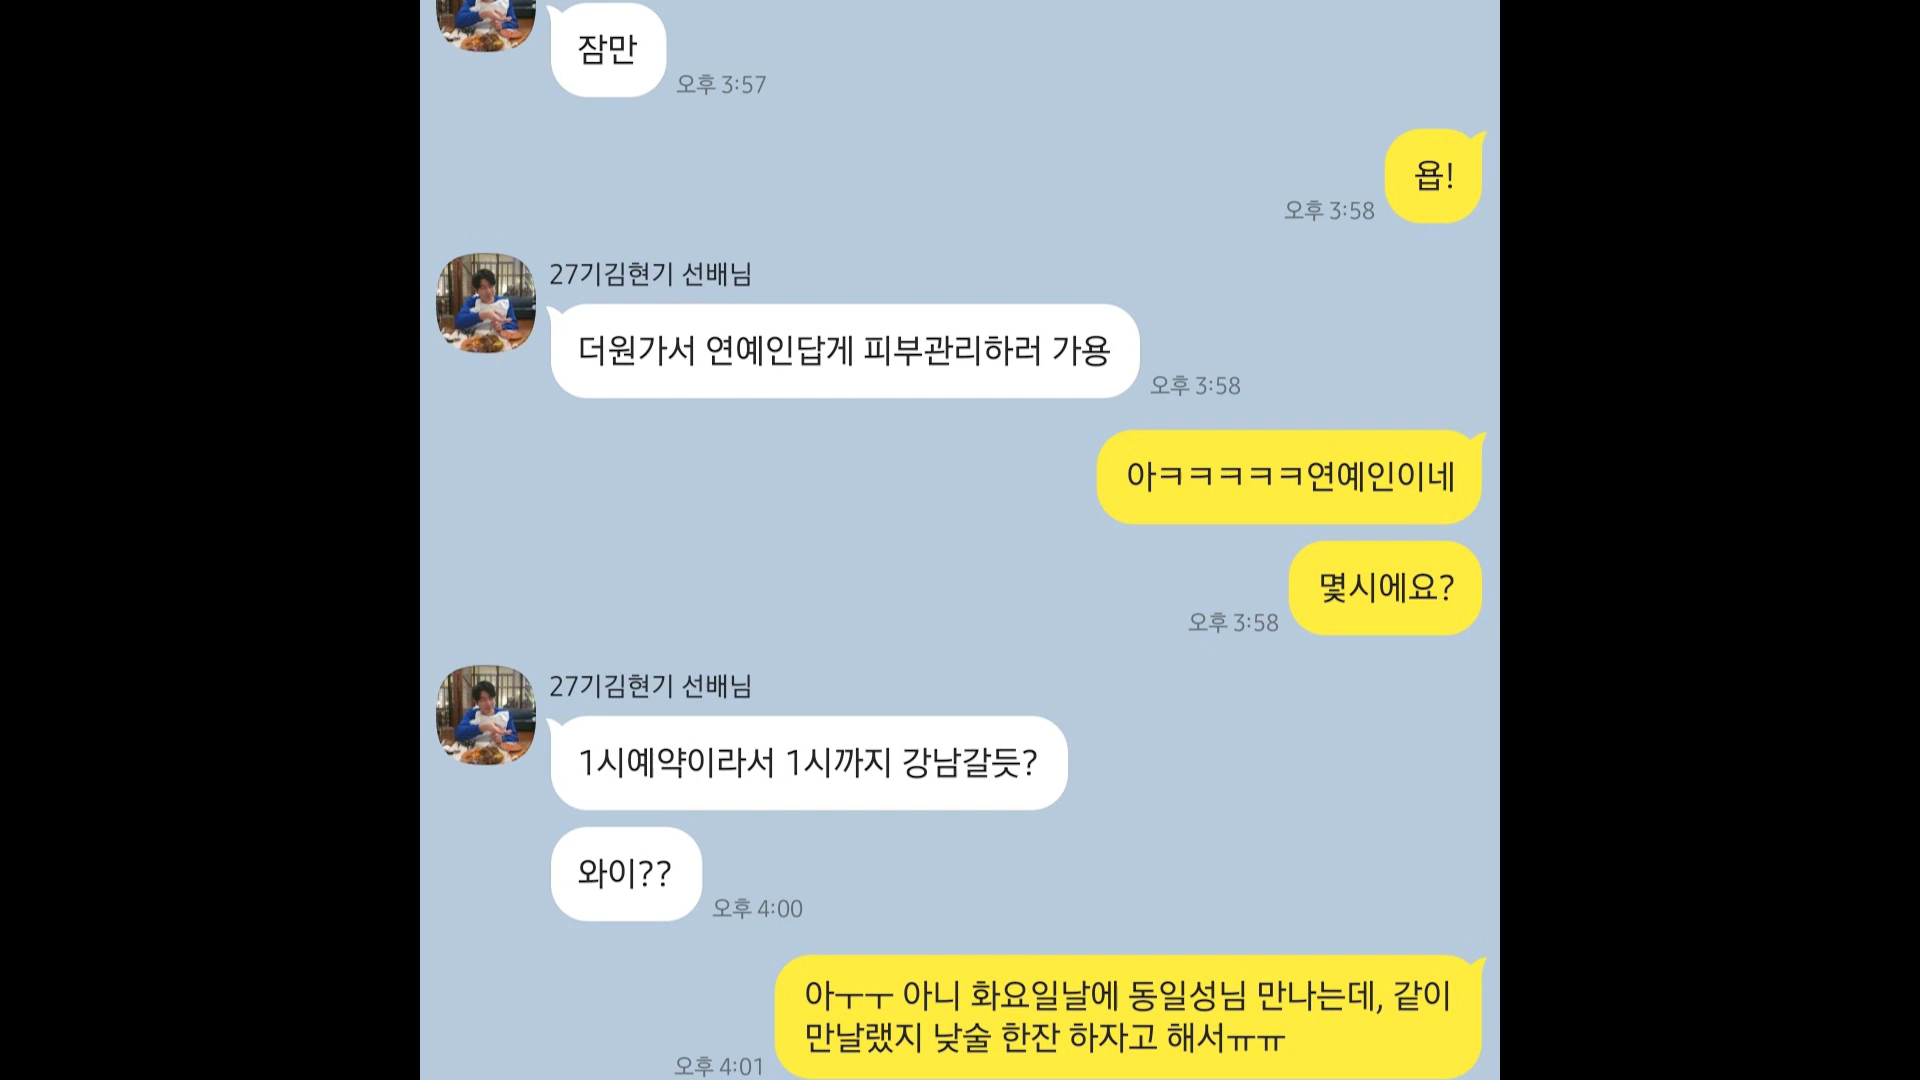 잠만
오후 3:57
욥!
오후 3:58
27기김현기 선배님
더원가서 연예인답게 피부관리하러 가용
오후 3:58
아ㅋㅋㅋㅋㅋ연예인이네
몇시에요?
오후 3:58
27기김현기 선배님
1시예약이라서 1시까지 강남갈듯?
와이??
오후 4:00
아ㅜㅜ 아니 화요일날에 동일성님 만나는데, 같이
만날랬지 낮술 한잔 하자고 해서ㅠㅠ
오후 4:01